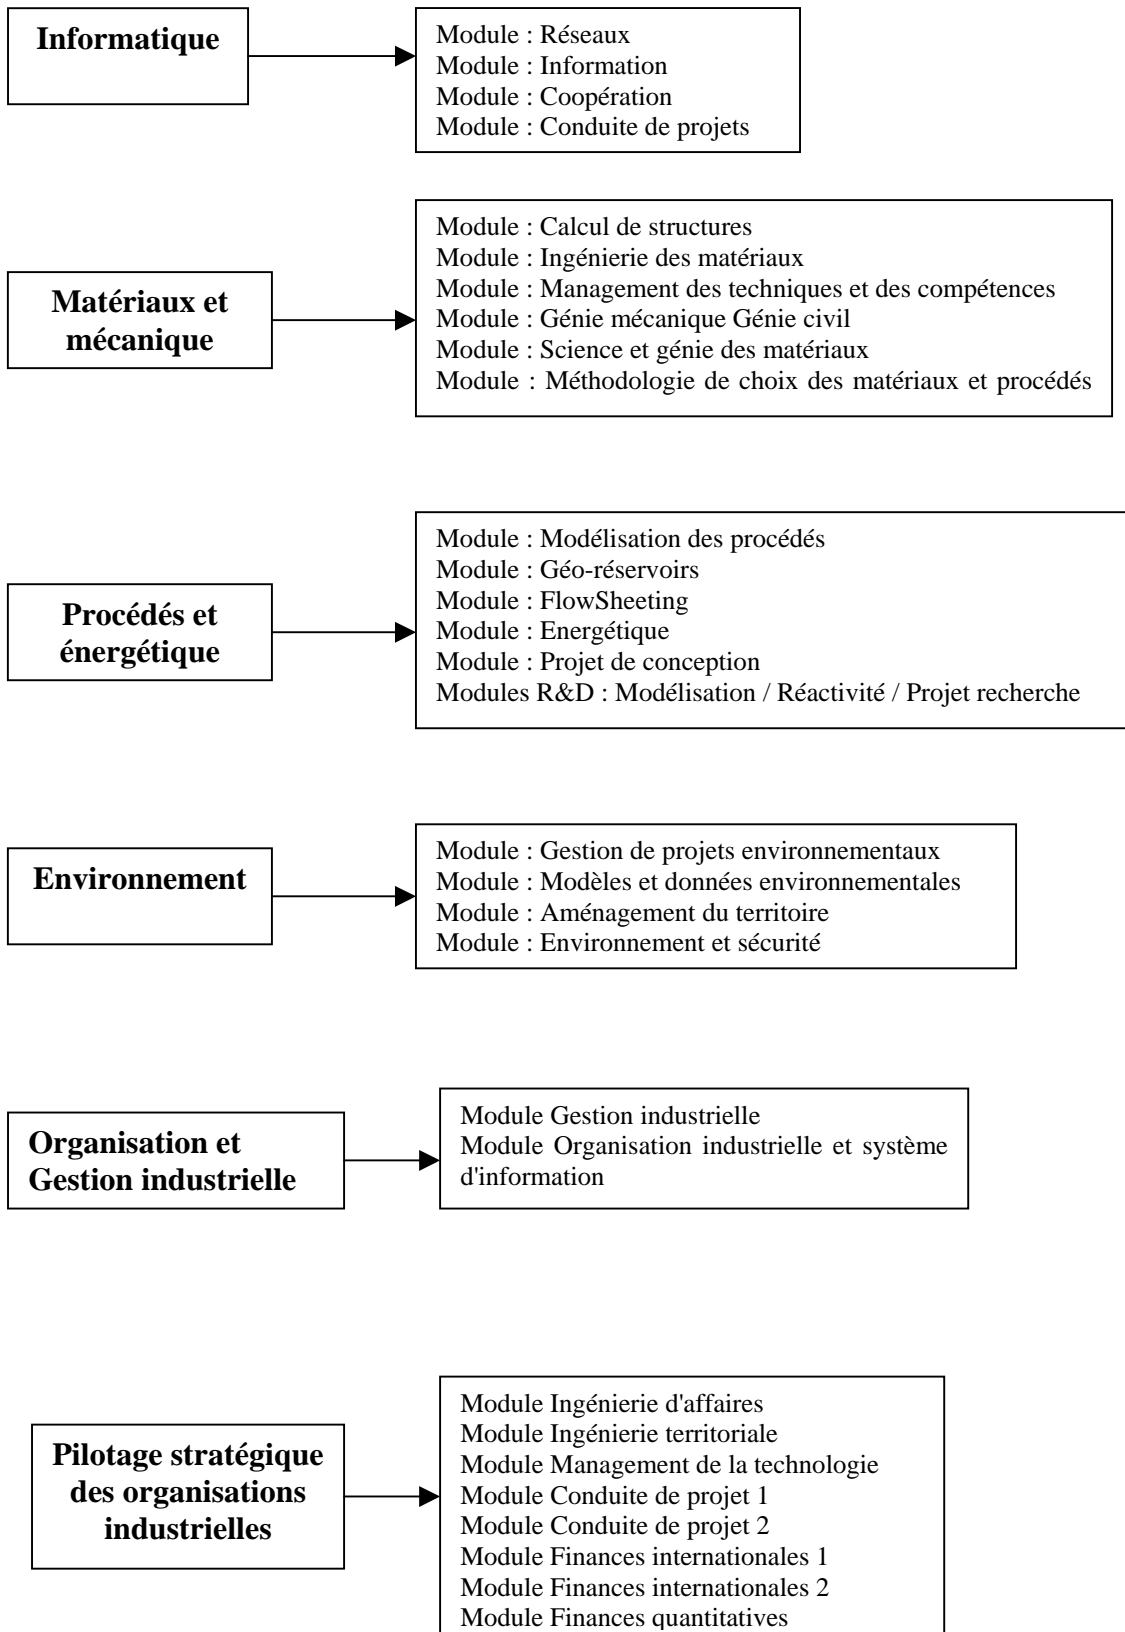 Informatique
Module : Réseaux
Module : Information
Module : Coopération
Module : Conduite de projets
Matériaux et
mécanique
Module : Calcul de structures
Module : Ingénierie des matériaux
Module : Management des techniques et des compétences
Module : Génie mécanique Génie civil
Module : Science et génie des matériaux
Module : Méthodologie de choix des matériaux et procédés
Procédés et
énergétique
Module : Modélisation des procédés
Module : Géo-réservoirs
Module : FlowSheeting
Module : Energétique
Module : Projet de conception
Modules R&D : Modélisation / Réactivité / Projet recherche
Environnement
Module : Gestion de projets environnementaux
Module : Modèles et données environnementales
Module : Aménagement du territoire
Module : Environnement et sécurité
Organisation et
Gestion industrielle
Module Gestion industrielle
Module Organisation industrielle et système
d'information
Pilotage stratégique
des organisations
industrielles
Module Ingénierie d'affaires
Module Ingénierie territoriale
Module Management de la technologie
Module Conduite de projet 1
Module Conduite de projet 2
Module Finances internationales 1
Module Finances internationales 2
Module Finances quantitatives